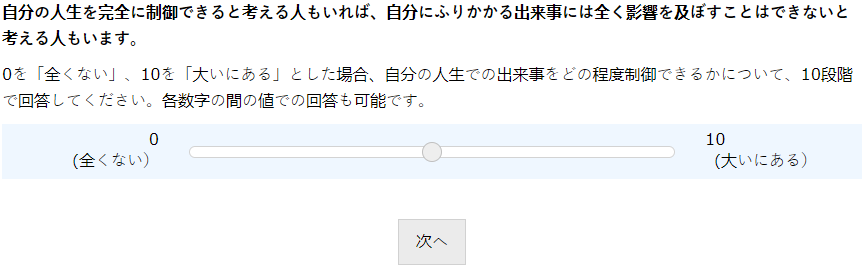 自分の人生を完全に制御できると考える人もいれば、自分にふりかかる出来事には全く影響を及ぼすことはできないと
考える人もいます。
0を「全くない」、10を「大いにある」とした場合、自分の人生での出来事をどの程度制御できるかについて、10段階
で回答してください。各数字の間の値での回答も可能です。
0 10
(全くない） (大いにある）
次へ